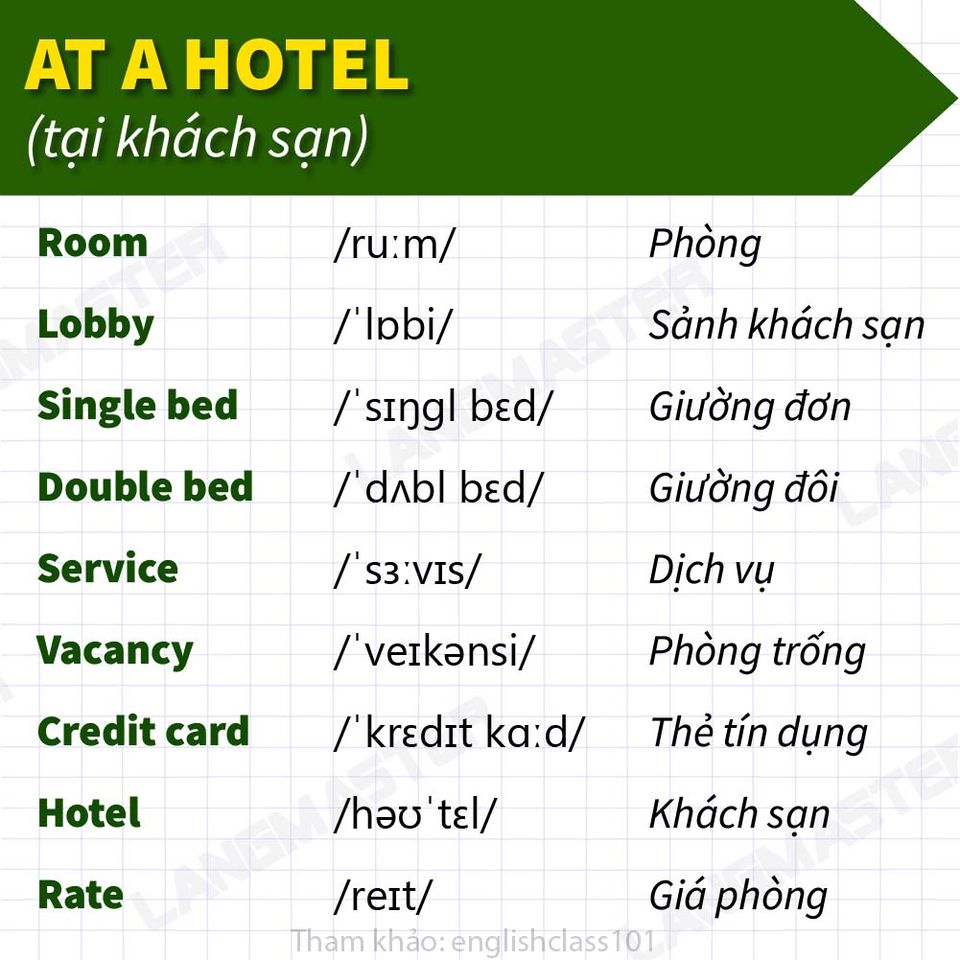 AT A HOTEL
(tại khách sạn)
Room /ruːm/ Phòng
Lobby /ˈlɒbi/ Sảnh khách sạn
Single bed /ˈsɪŋgl bɛd/ Giường đơn
Double bed /ˈdʌbl bɛd/ Giường đôi
Service /ˈsɜːvɪs/ Dịch vụ
Vacancy /ˈveɪkənsi/ Phòng trống
Credit card /ˈkrɛdɪt kɑːd/ Thẻ tín dụng
Hotel /həʊˈtɛl/ Khách sạn
Rate /reɪt/ Giá phòng
Tham khảo: englishclass101
LANGMASTER